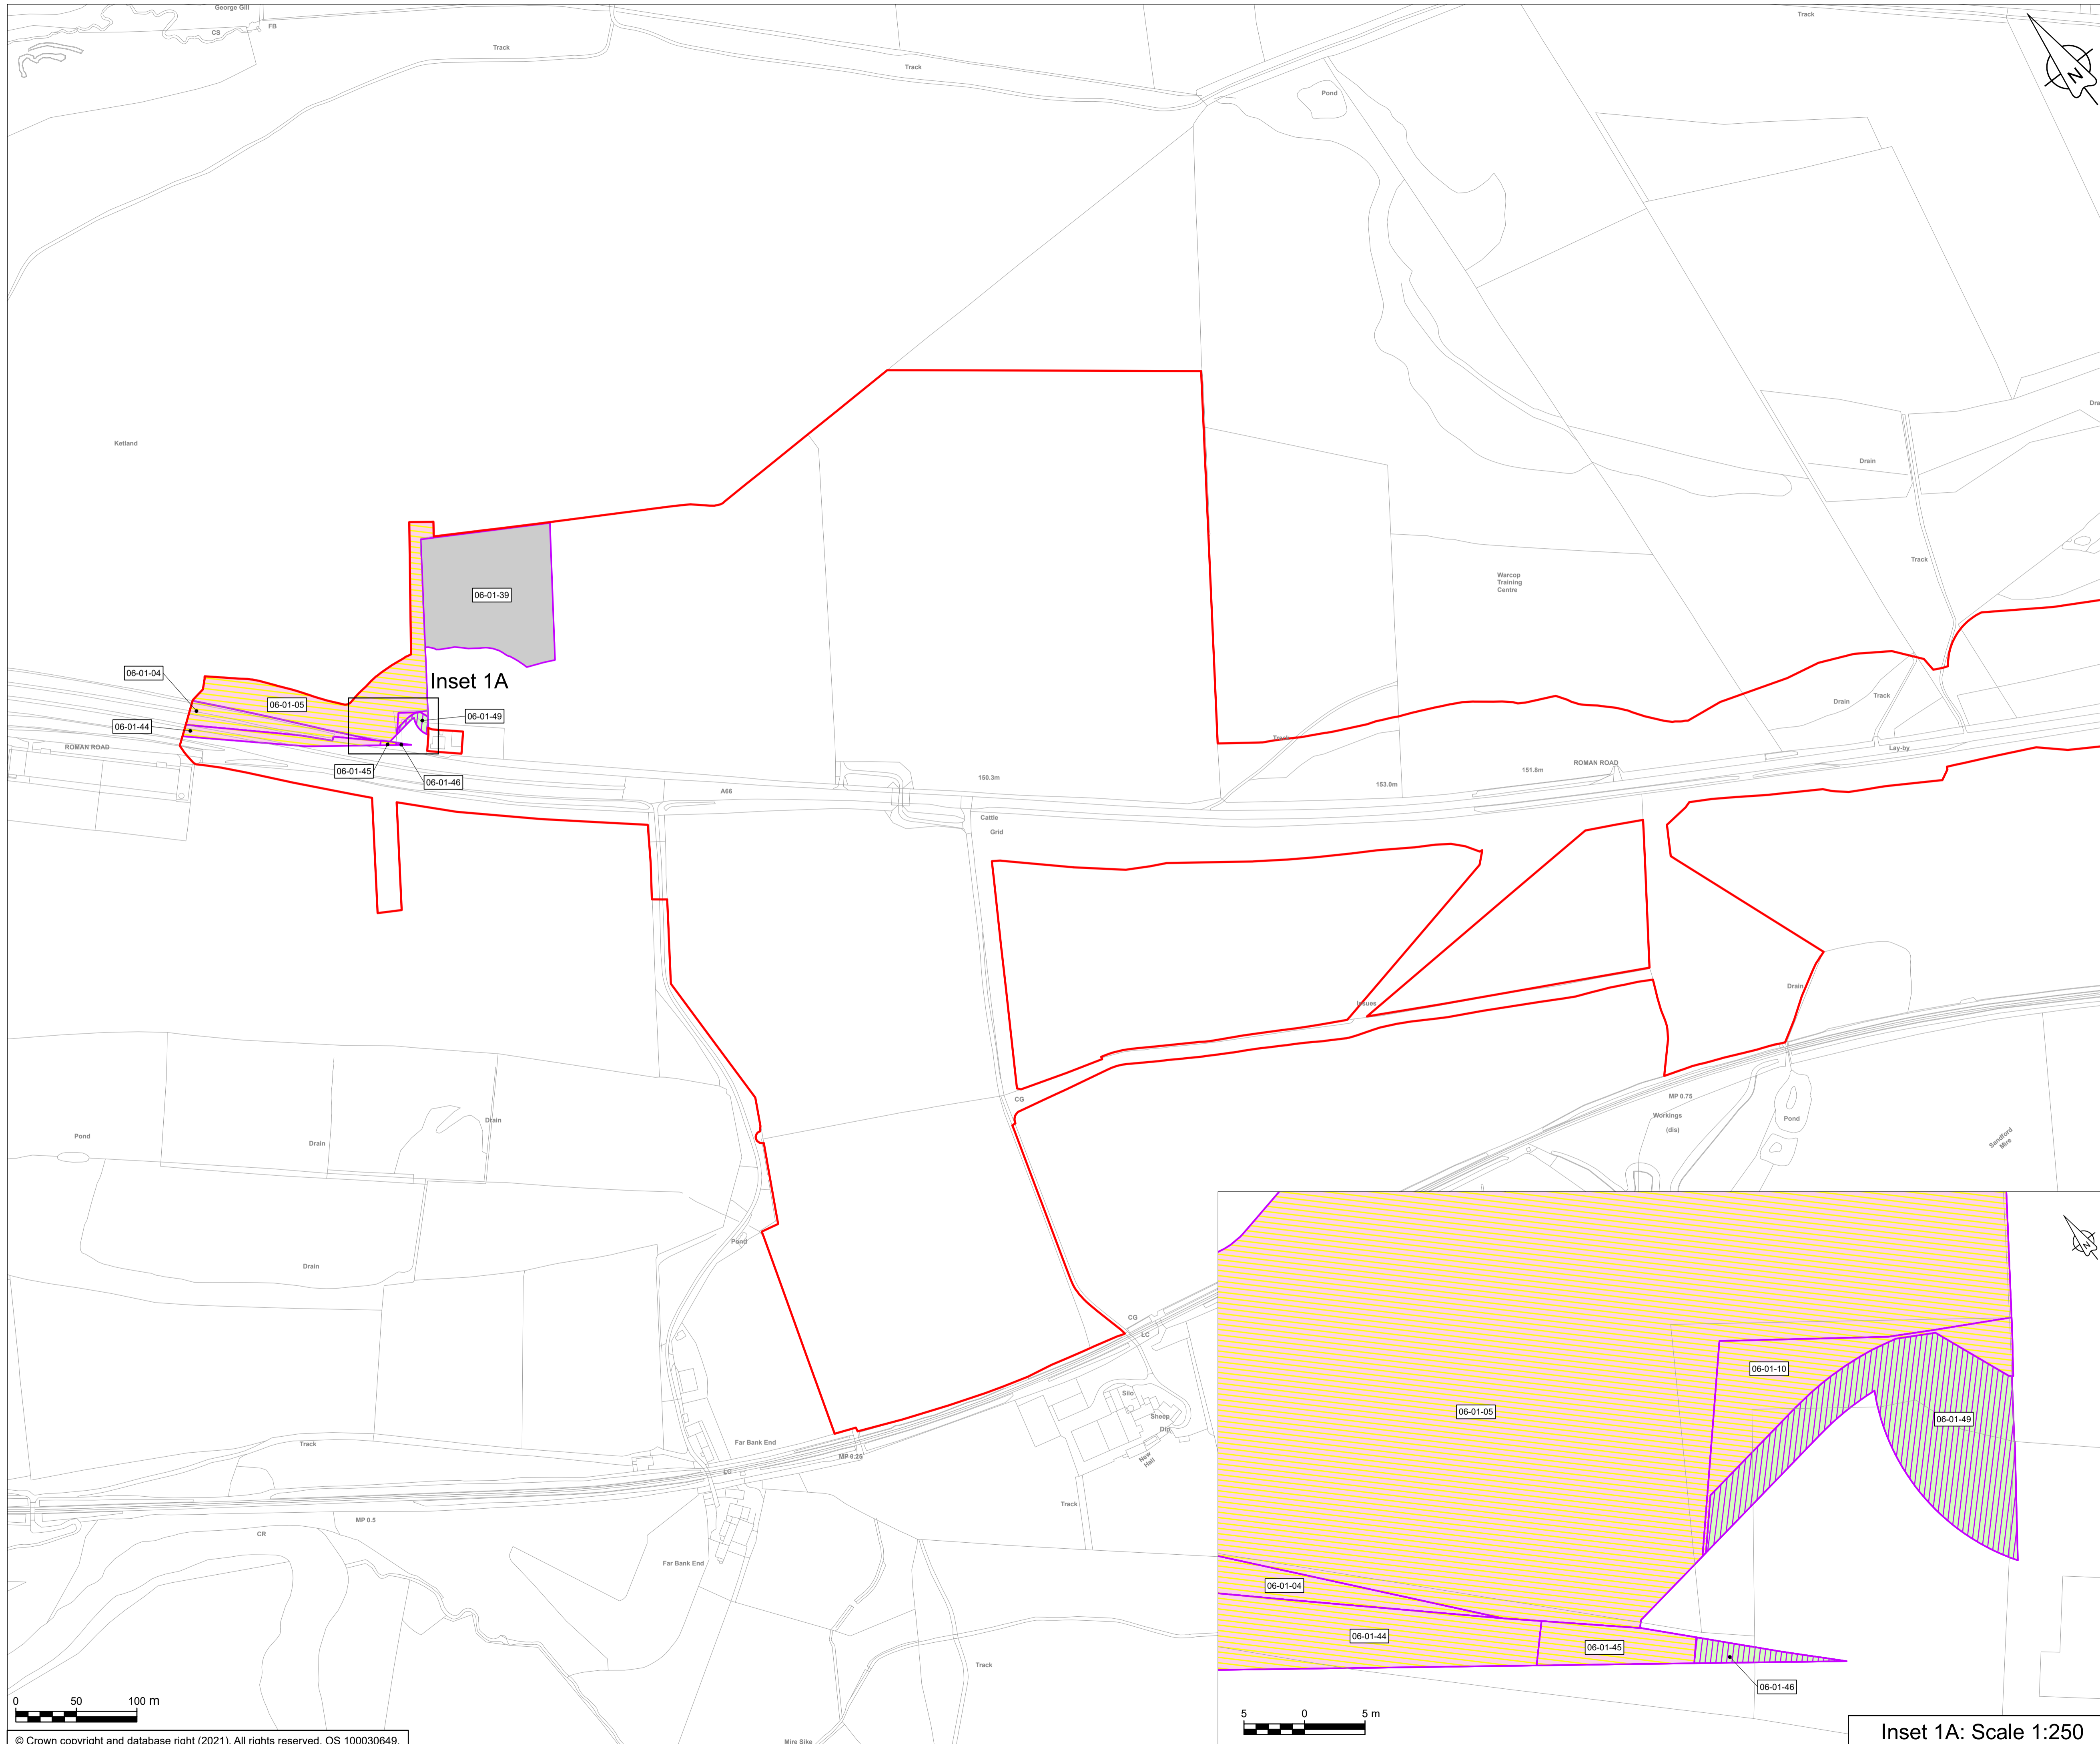 George Gill
CS
FB
Track
Track
Track
N
Pond
Ketland
Drain
06-01-39
Warcop
Training
Centre
Track
06-01-04
Inset 1A
06-01-05
06-01-49
06-01-44
ROMAN ROAD
06-01-45
06-01-46
Track
Drain
Track
Lay-by
ROMAN ROAD
150.3m
151.8m
153.0m
A66
Cattle
Grid
Issues
Drain
CG
MP 0.75
Workings
(dis)
Pond
Sandford
Mire
Pond
Drain
Drain
Pond
Drain
CG
LC
Silo
Sheep
Dip
New
Hall
Track
Far Bank End
MP 0.25
LC
Track
MP 0.5
CR
Far Bank End
Track
Mire Sike
N
06-01-10
06-01-05
06-01-49
06-01-04
06-01-44
06-01-45
06-01-46
0 50 100 m
5 0 5 m
Inset 1A: Scale 1:250
© Crown copyright and database right (2021). All rights reserved. OS 100030649.